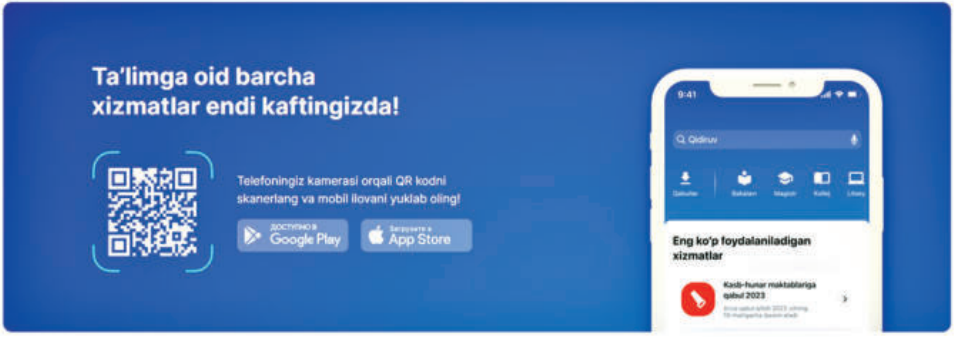 Ta'limga oid barcha
xizmatlar endi kaftingizda!
Telefoningiz kamerasi orqali QR kodni
skanerlang va mobil ilovani yuklab oling!
ДОСТУПНО В
Google Play
Загрузите в
App Store
9:41
Qidiruv
Qabullar
Bakalavr
Magistr
Kollej
Litsey
Eng ko'p foydalaniladigan
xizmatlar
Kasb-hunar maktablariga
qabul 2023